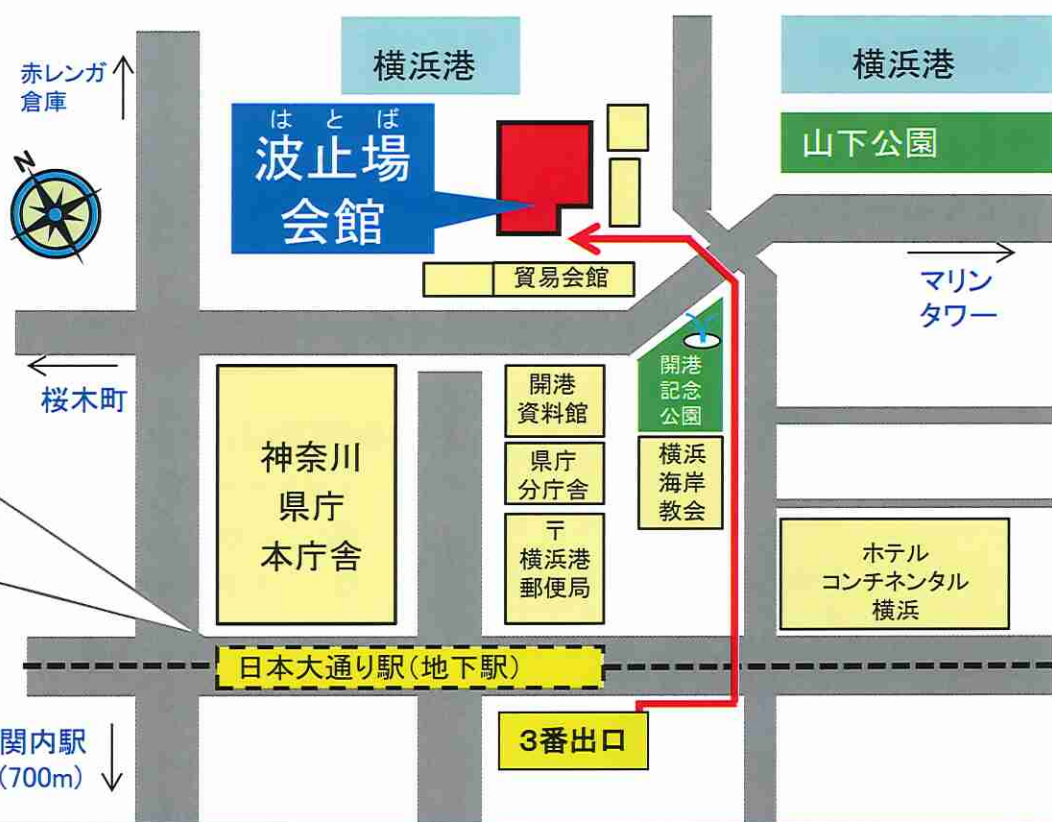 赤レンガ
倉庫
横浜港
横浜港
はとば
波止場
会館
山下公園
N
貿易会館
マリン
タワー
桜木町
開港
資料館
開港
記念
公園
神奈川
県庁
本庁舎
県庁
分庁舎
横浜
海岸
教会
〒
横浜港
郵便局
ホテル
コンチネンタル
横浜
日本大通り駅(地下駅)
3番出口
関内駅
(700m)